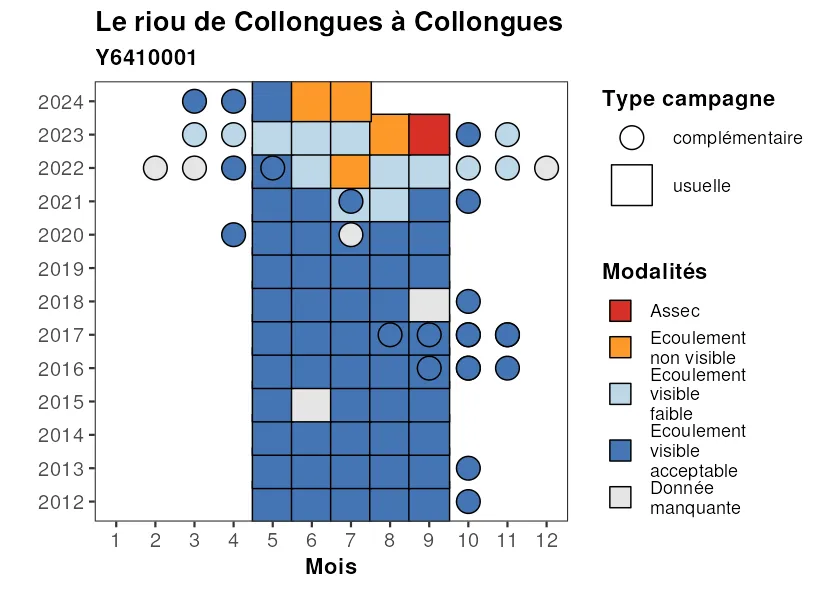 Le riou de Collongues à Collongues
Y6410001
2024
2023
2022
2021
2020
2019
2018
2017
2016
2015
2014
2013
2012
1 2 3 4 5 6 7 8 9 10 11 12
Mois
Type campagne
complémentaire
usuelle
Modalités
Assec
Ecoulement
non visible
Ecoulement
visible
faible
Ecoulement
visible
acceptable
Donnée
manquante